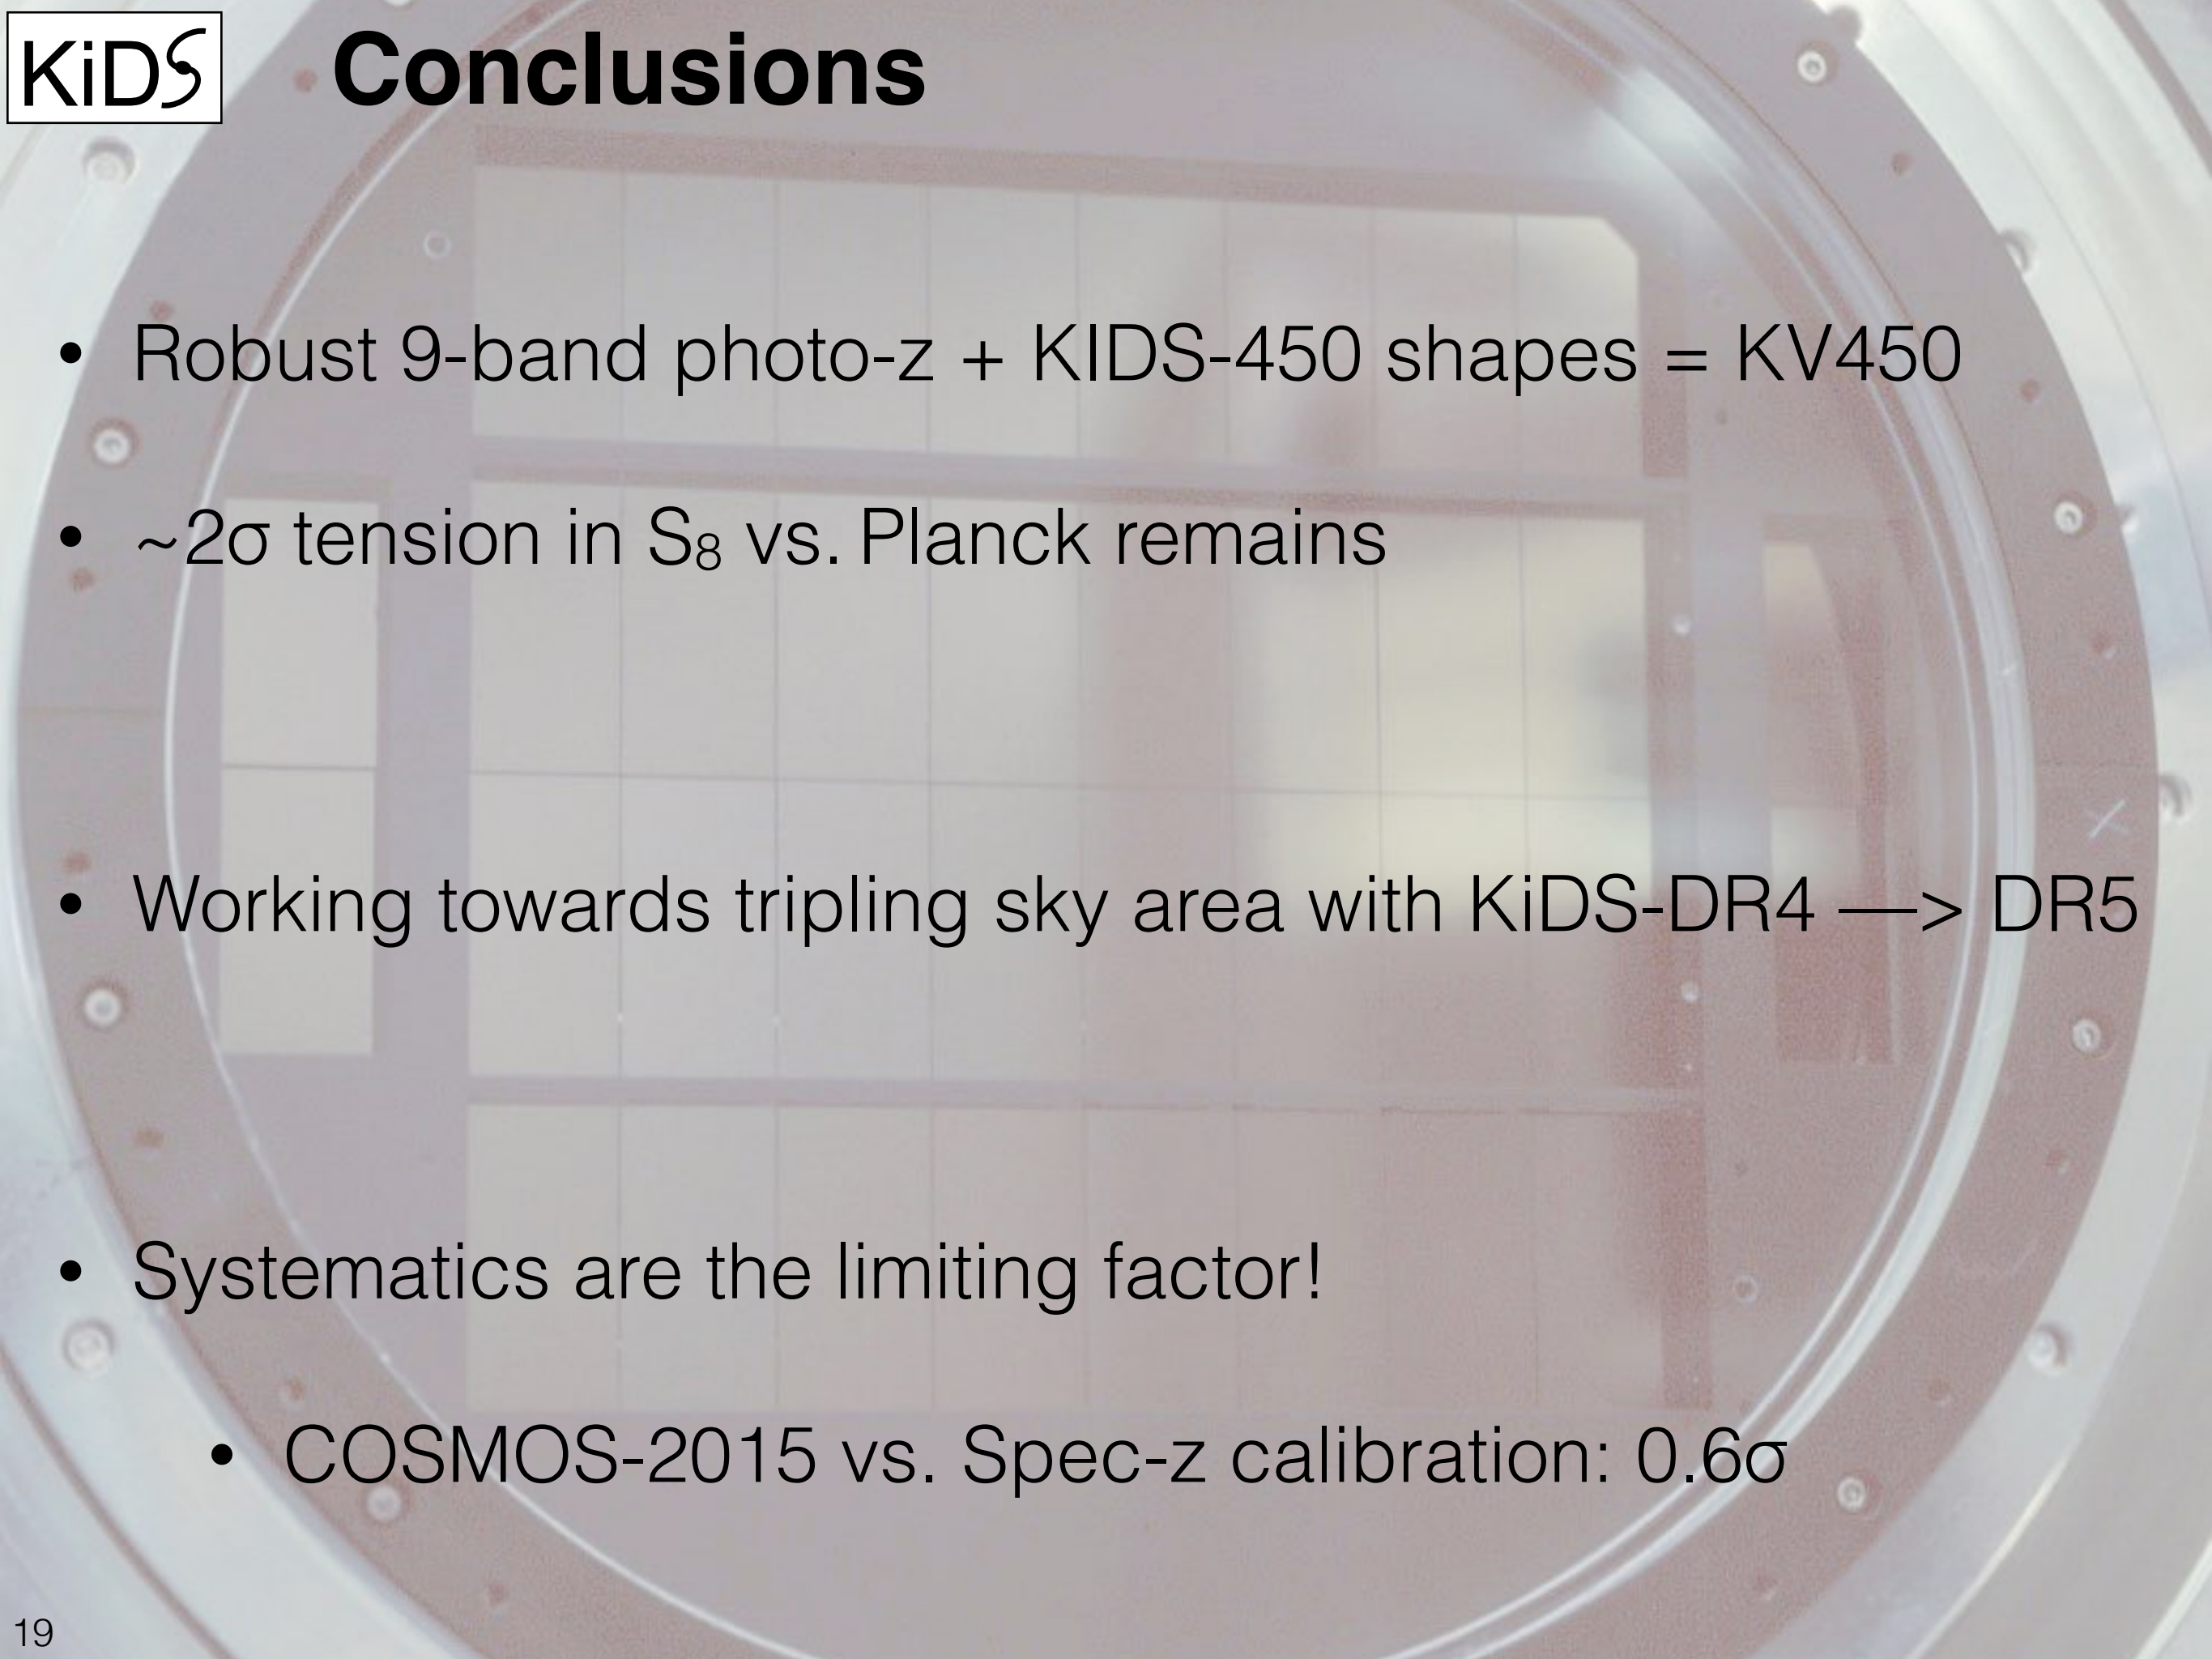 KiDS
Conclusions
• Robust 9-band photo-z + KIDS-450 shapes = KV450
• ~2σ tension in S₈ vs. Planck remains
• Working towards tripling sky area with KiDS-DR4 —> DR5
• Systematics are the limiting factor!
• COSMOS-2015 vs. Spec-z calibration: 0.6σ
19